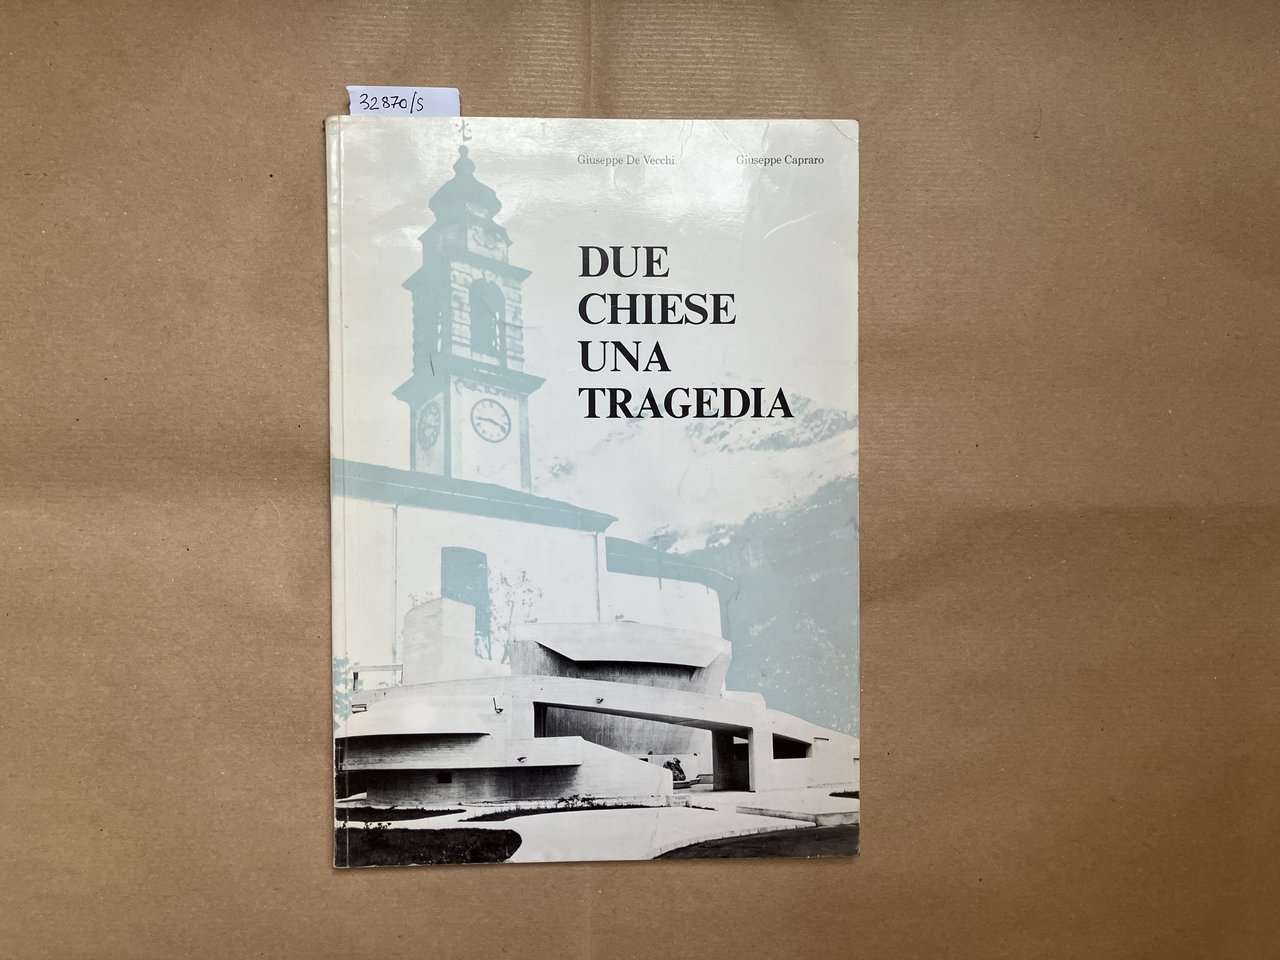 32870/S
Giuseppe De Vecchi
Giuseppe Capraro
DUE
CHIESE
UNA
TRAGEDIA